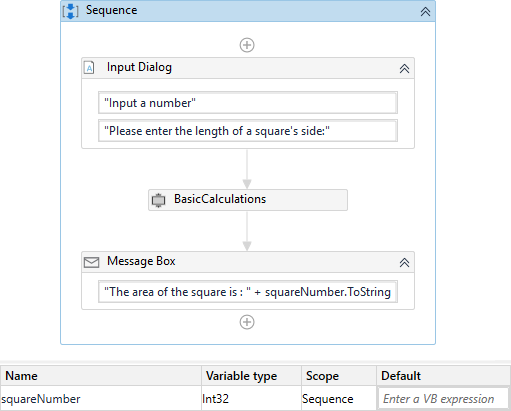 Sequence
Input Dialog
"Input a number"
"Please enter the length of a square's side:"
BasicCalculations
Message Box
"The area of the square is : " + squareNumber.ToString
Name Variable type Scope Default
squareNumber Int32 Sequence Enter a VB expression